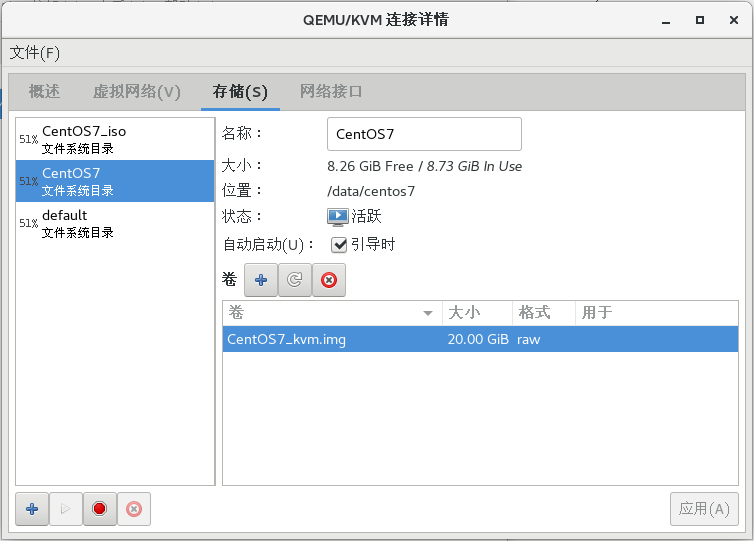 QEMU/KVM 连接详情
文件(F)
概述 虚拟网络(V) 存储(S) 网络接口
51% CentOS7_iso
文件系统目录
51% CentOS7
文件系统目录
51% default
文件系统目录
名称： CentOS7
大小： 8.26 GiB Free / 8.73 GiB In Use
位置： /data/centos7
状态： 活跃
自动启动(U)： 引导时
卷
卷 大小 格式 用于
CentOS7_kvm.img 20.00 GiB raw
应用(A)